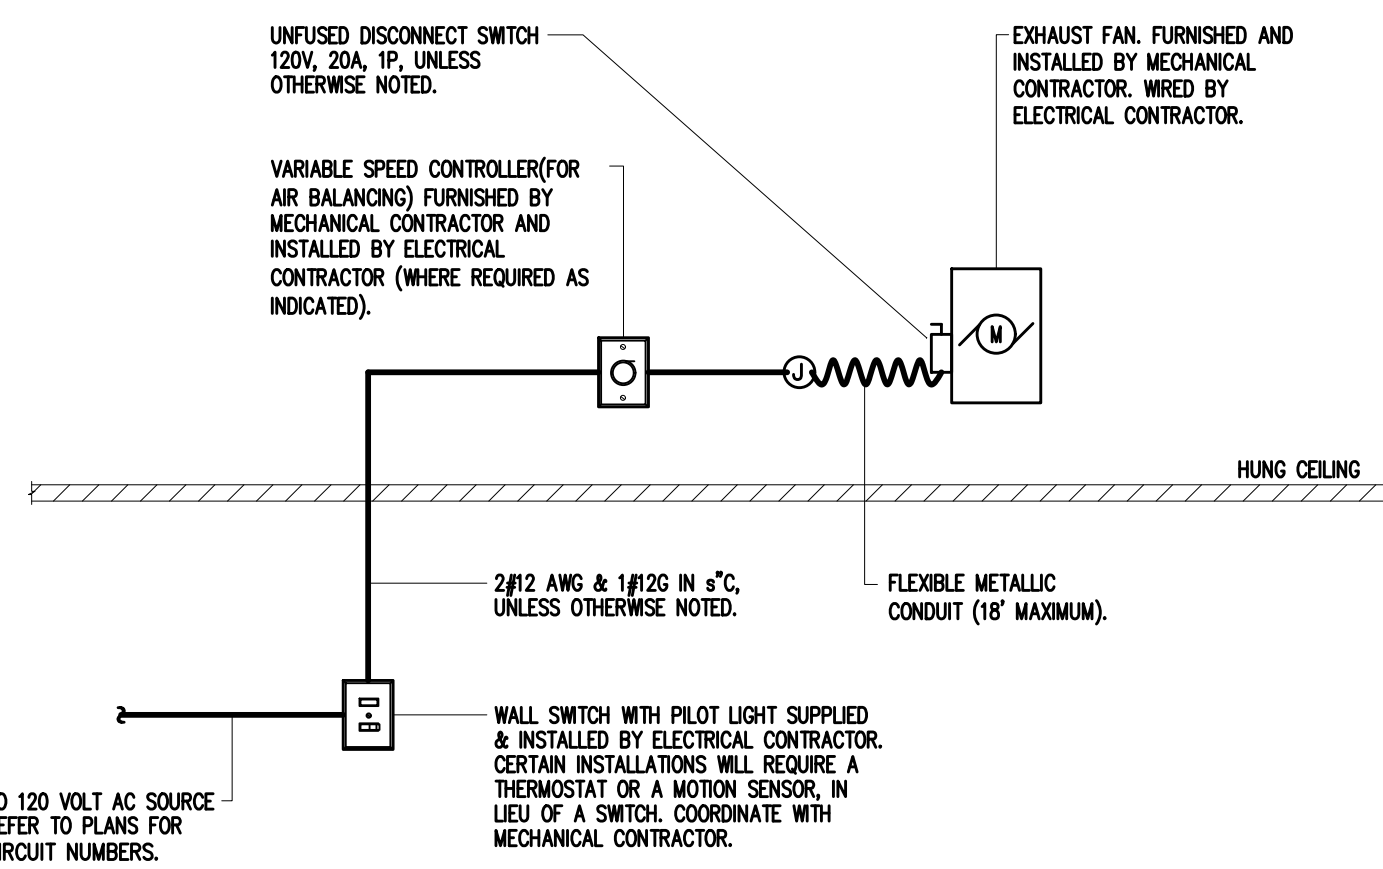 UNFUSED DISCONNECT SWITCH
120V, 20A, 1P, UNLESS
OTHERWISE NOTED.
EXHAUST FAN. FURNISHED AND
INSTALLED BY MECHANICAL
CONTRACTOR. WIRED BY
ELECTRICAL CONTRACTOR.
VARIABLE SPEED CONTROLLER(FOR
AIR BALANCING) FURNISHED BY
MECHANICAL CONTRACTOR AND
INSTALLED BY ELECTRICAL
CONTRACTOR (WHERE REQUIRED AS
INDICATED).
M
J
HUNG CEILING
2#12 AWG & 1#12G IN s"C,
UNLESS OTHERWISE NOTED.
FLEXIBLE METALLIC
CONDUIT (18' MAXIMUM).
WALL SWITCH WITH PILOT LIGHT SUPPLIED
& INSTALLED BY ELECTRICAL CONTRACTOR.
CERTAIN INSTALLATIONS WILL REQUIRE A
THERMOSTAT OR A MOTION SENSOR, IN
LIEU OF A SWITCH. COORDINATE WITH
MECHANICAL CONTRACTOR.
O 120 VOLT AC SOURCE
EFER TO PLANS FOR
IRCUIT NUMBERS.